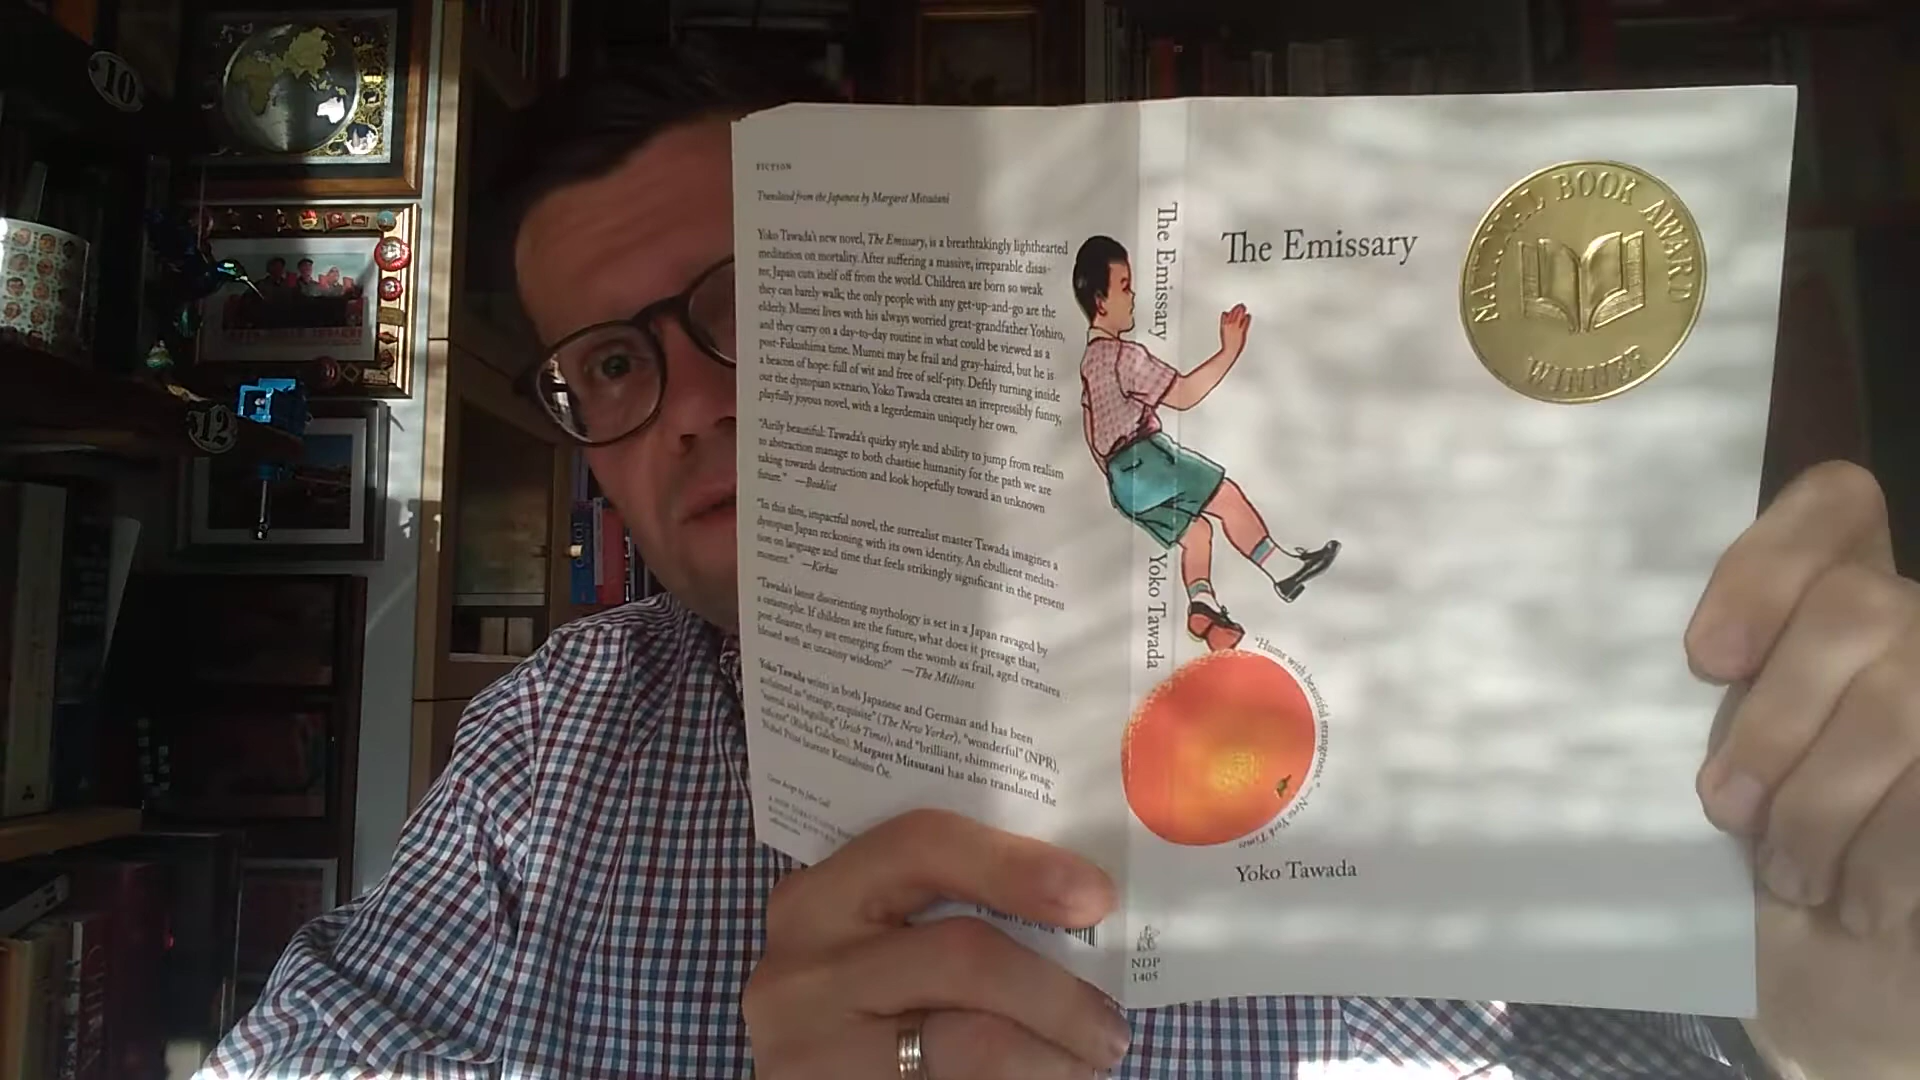 10
12
FICTION
Translated from the Japanese by Margaret Mitsutani
Yoko Tawada's new novel, The Emissary, is a breathtakingly lighthearted
meditation on mortality. After suffering a massive, irreparable disas-
ter, Japan cuts itself off from the world. Children are born so weak
they can barely walk; the only people with any get-up-and-go are the
elderly. Mumei lives with his always worried great-grandfather Yoshiro,
and they carry on a day-to-day routine in what could be viewed as a
post-Fukushima time. Mumei may be frail and gray-haired, but he is
a beacon of hope: full of wit and free of self-pity. Deftly turning inside
out the dystopian scenario, Yoko Tawada creates an irrepressibly funny,
playfully joyous novel, with a legerdemain uniquely her own.
"Airily beautiful: Tawada's quirky style and ability to jump from realism
to abstraction manage to both chastise humanity for the path we are
taking towards destruction and look hopefully toward an unknown
future." —Booklist
"In this slim, impactful novel, the surrealist master Tawada imagines a
dystopian Japan reckoning with its own identity. An ebullient medita-
tion on language and time that feels strikingly significant in the present
moment." —Kirkus
"Tawada's latest disorienting mythology is set in a Japan ravaged by
a catastrophe. If children are the future, what does it presage that,
post-disaster, they are emerging from the womb as frail, aged creatures
blessed with an uncanny wisdom?" —The Millions
Yoko Tawada writes in both Japanese and German and has been
acclaimed as "strange, exquisite" (The New Yorker), "wonderful" (NPR),
and beguiling" (Irish Times), and "brilliant, shimmering, mag-
nificent" (Rivka Galchen). Margaret Mitsutani has also translated the
Nobel Prize laureate Kenzaburo Ōe.
The Emissary
Yoko Tawada
NDP
1405
The Emissary
NATIONAL BOOK AWARD
WINNER
"Hums with beautiful strangeness." —New York Times
Yoko Tawada